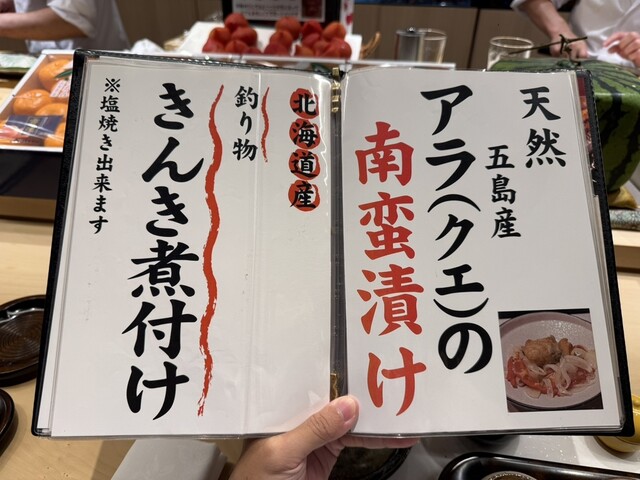 天然
五島産
アラ(クエ)の
南蛮漬け
北海道産
釣り物
きんき煮付け
※塩焼き出来ます